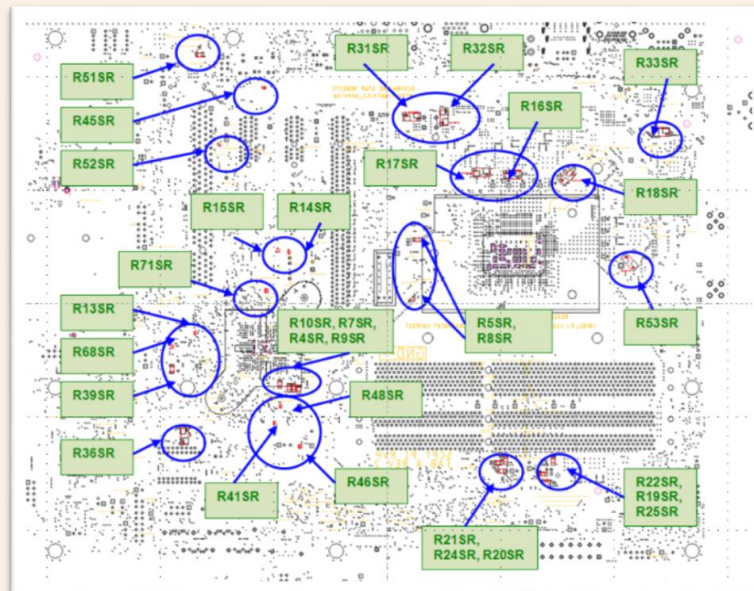 R31SR
R32SR
R51SR
R33SR
R45SR
R16SR
R52SR
R17SR
R18SR
R15SR
R14SR
R71SR
R13SR
R10SR, R7SR,
R4SR, R9SR
R5SR,
R8SR
R53SR
R68SR
R39SR
R48SR
R36SR
R41SR
R46SR
R22SR,
R19SR,
R25SR
R21SR,
R24SR, R20SR